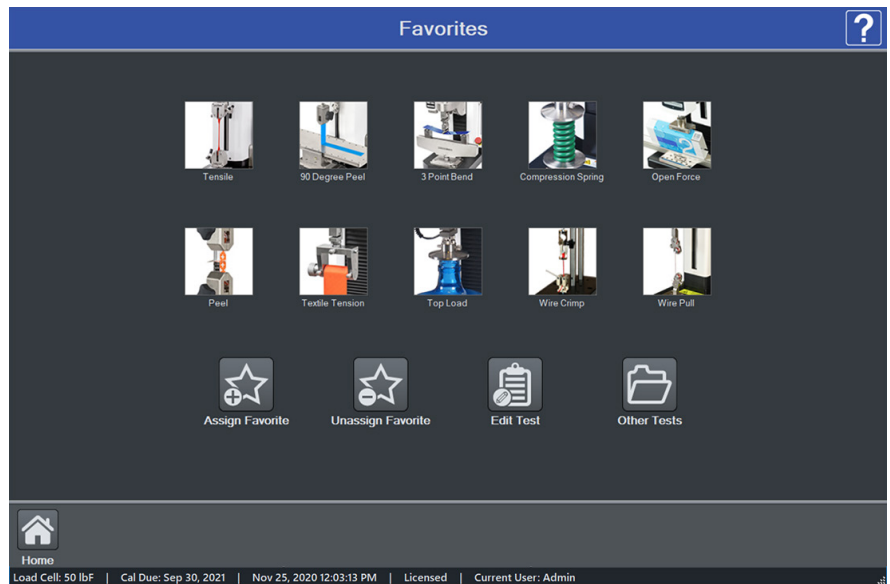 Favorites
?
Tensile
90 Degree Peel
3 Point Bend
Compression Spring
Open Force
Peel
Textile Tension
Top Load
Wire Crimp
Wire Pull
Assign Favorite
Unassign Favorite
Edit Test
Other Tests
Home
Load Cell: 50 lbF | Cal Due: Sep 30, 2021 | Nov 25, 2020 12:03:13 PM | Licensed | Current User: Admin